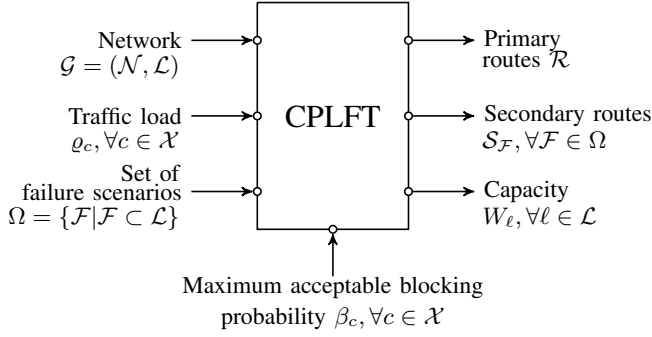 Network
𝒢 = (𝒩, ℒ)
Traffic load
ϱ_c, ∀c ∈ 𝒳
Set of
failure scenarios
Ω = {ℱ|ℱ ⊂ ℒ}
CPLFT
Primary
routes ℛ
Secondary routes
𝒮_ℱ, ∀ℱ ∈ Ω
Capacity
W_ℓ, ∀ℓ ∈ ℒ
Maximum acceptable blocking
probability β_c, ∀c ∈ 𝒳